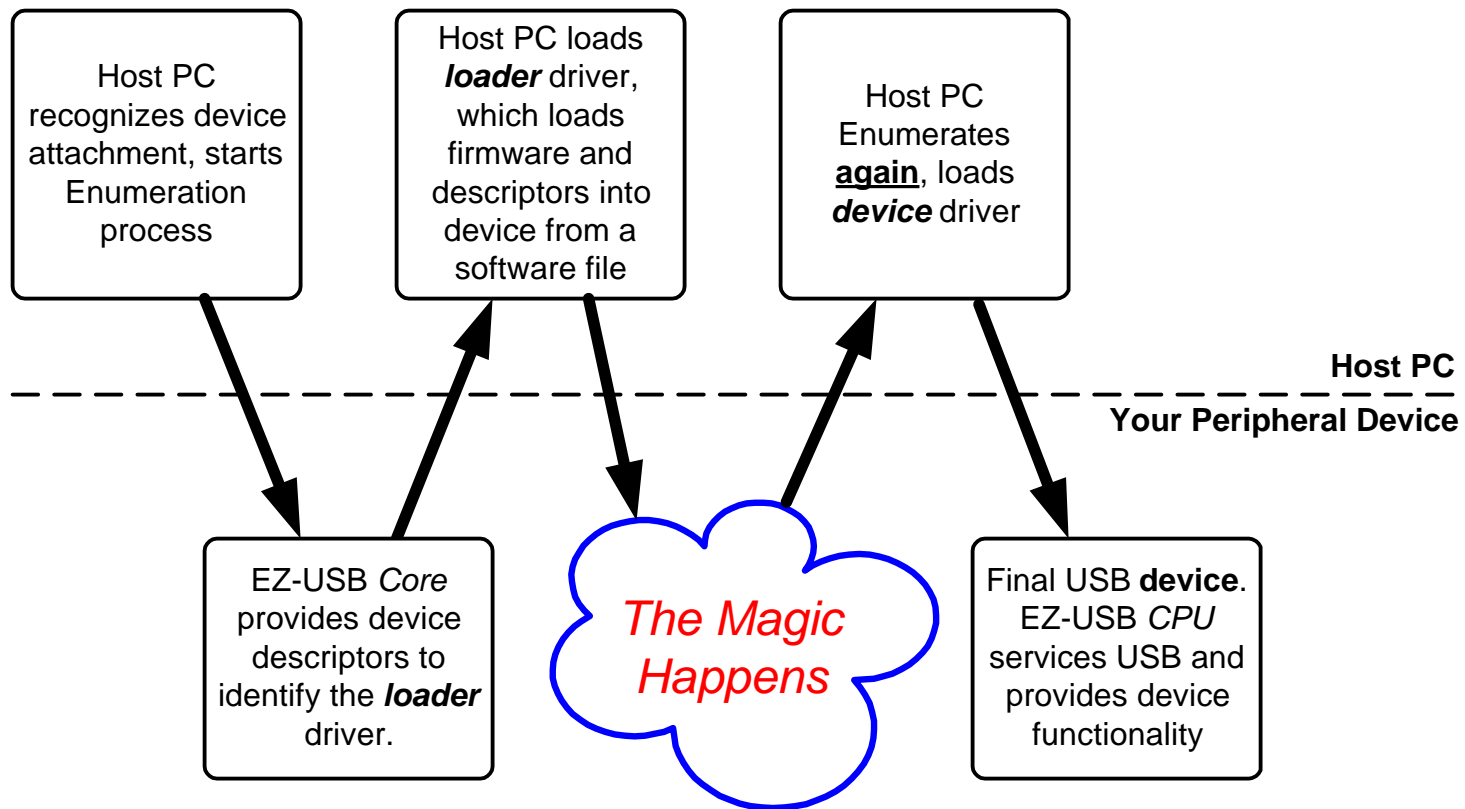 Host PC
recognizes device
attachment, starts
Enumeration
process
Host PC loads
loader driver,
which loads
firmware and
descriptors into
device from a
software file
Host PC
Enumerates
again, loads
device driver
Host PC
Your Peripheral Device
EZ-USB Core
provides device
descriptors to
identify the loader
driver.
The Magic
Happens
Final USB device.
EZ-USB CPU
services USB and
provides device
functionality